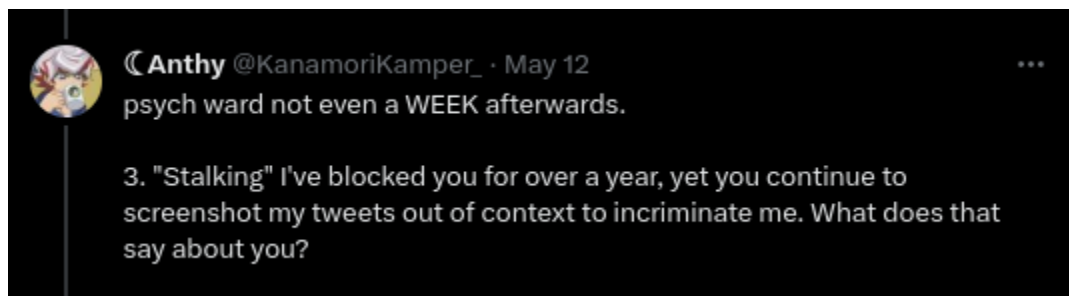 ☾Anthy @KanamoriKamper_ · May 12
psych ward not even a WEEK afterwards.
3. "Stalking" I've blocked you for over a year, yet you continue to
screenshot my tweets out of context to incriminate me. What does that
say about you?